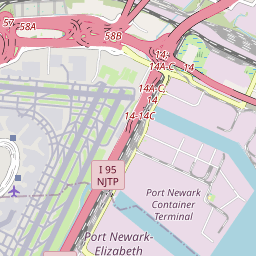 57
58A
58B
14;
14A-C
14
14A-C;
14
14-14C
I 95
NJTP
Port Newark
Container
Terminal
Port Newark-
Elizabeth